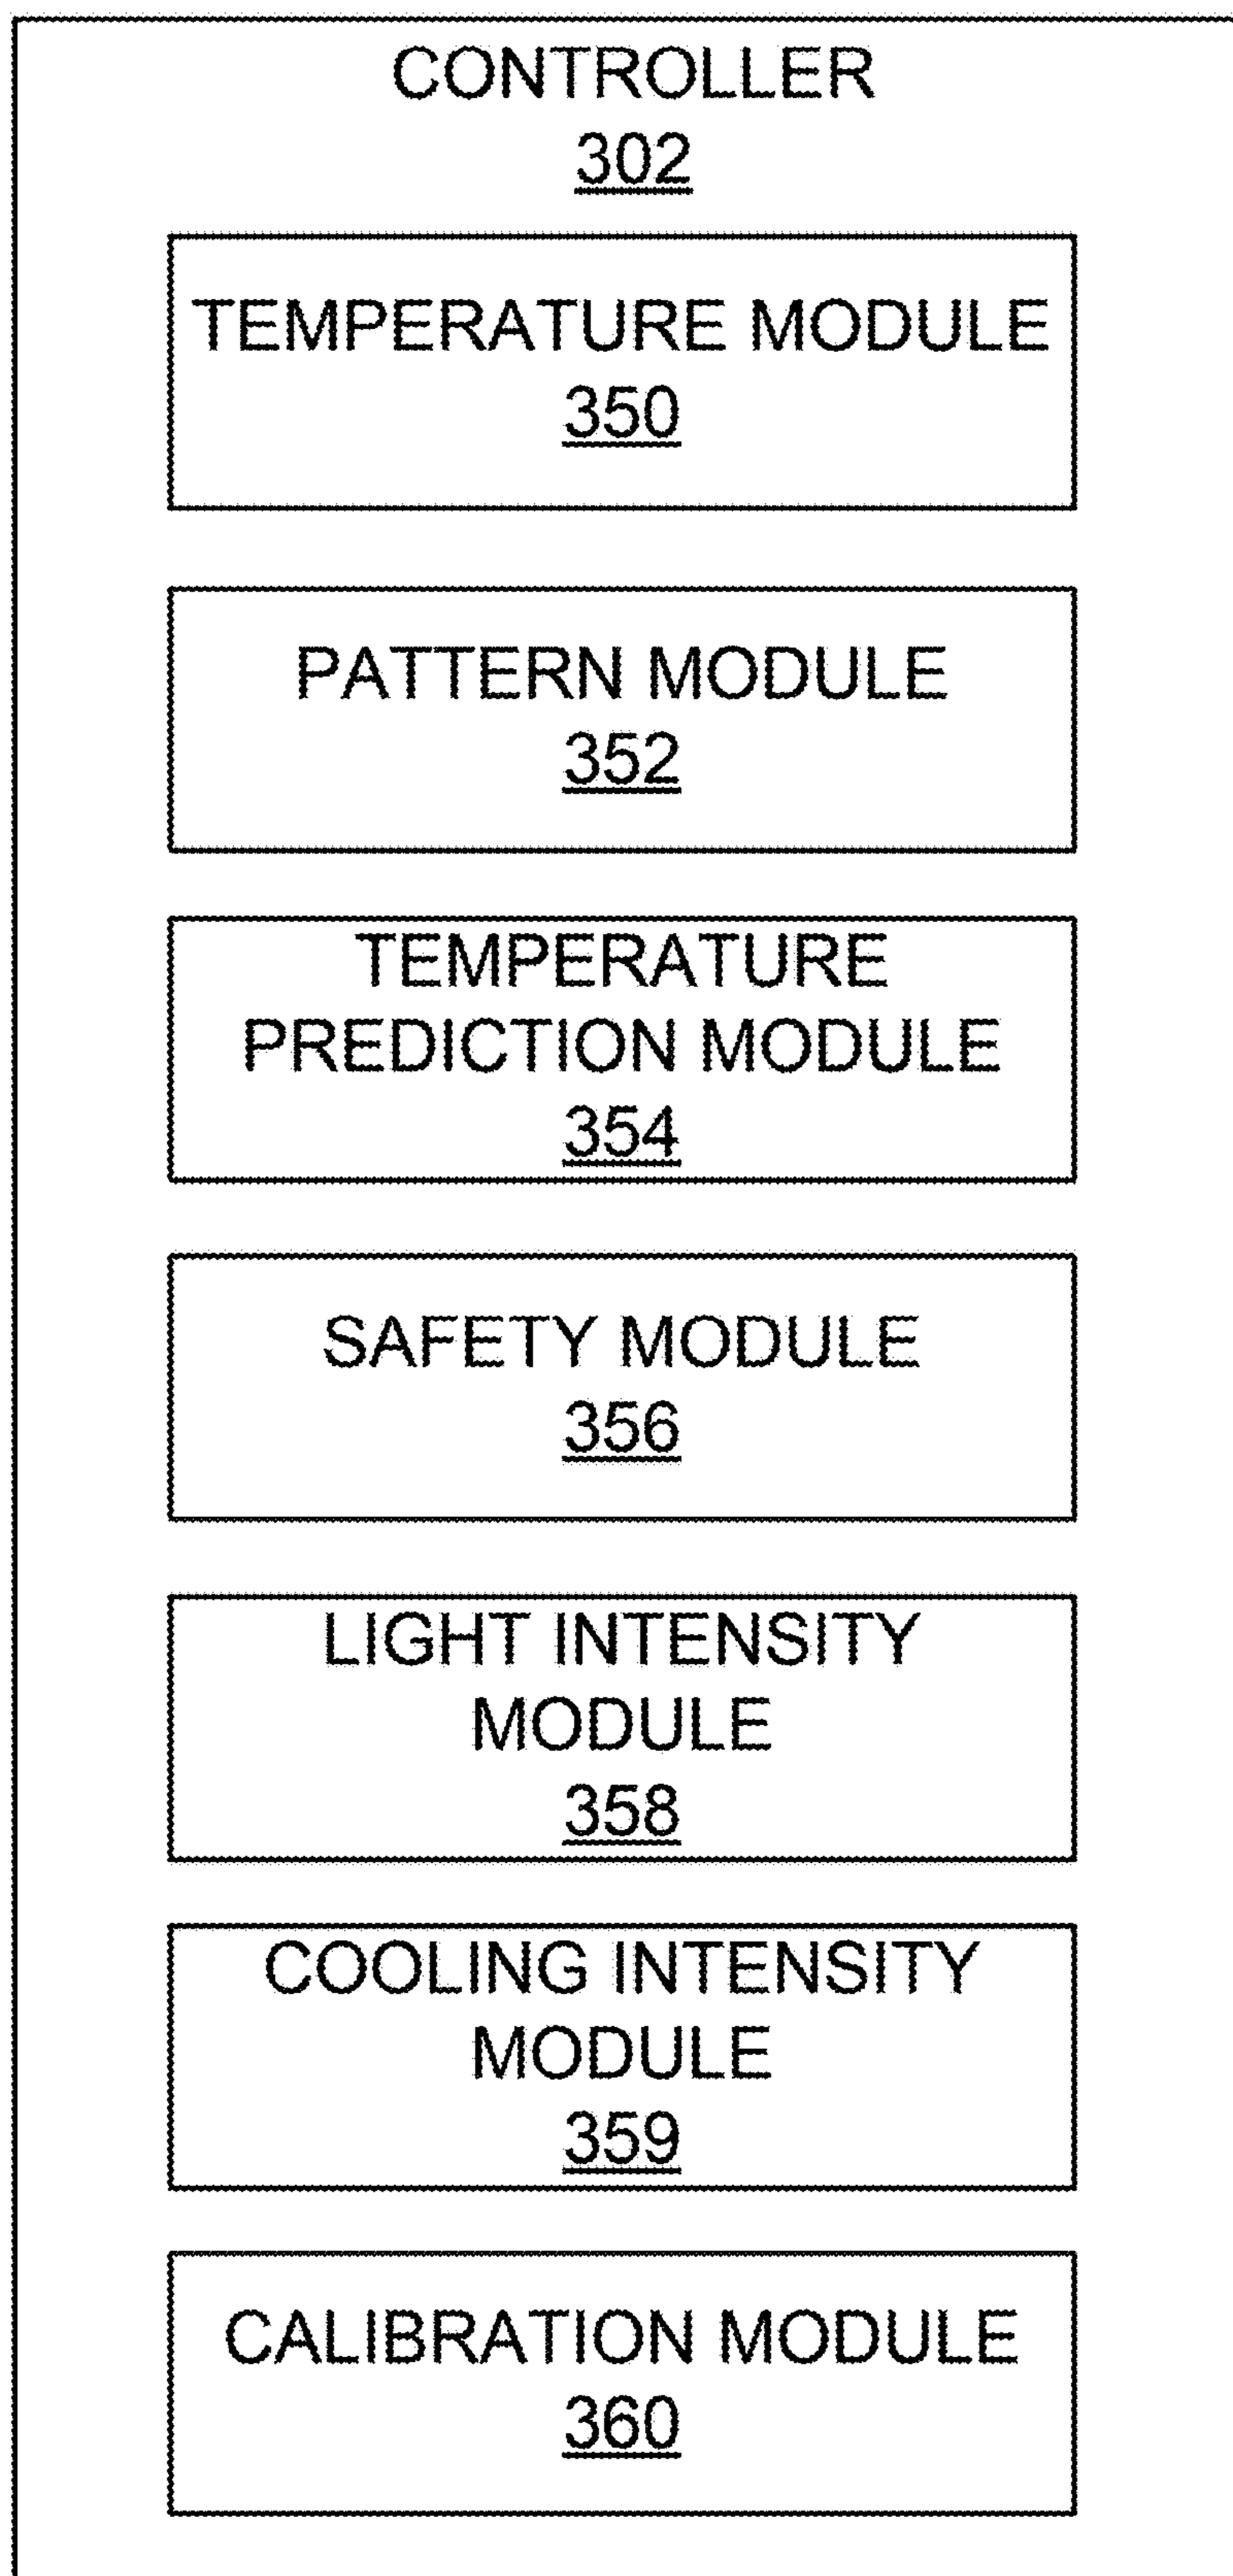 CONTROLLER
302
TEMPERATURE MODULE
350
PATTERN MODULE
352
TEMPERATURE
PREDICTION MODULE
354
SAFETY MODULE
356
LIGHT INTENSITY
MODULE
358
COOLING INTENSITY
MODULE
359
CALIBRATION MODULE
360